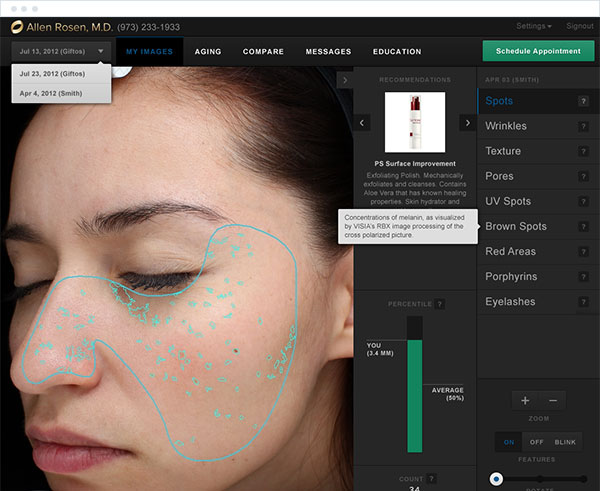 Allen Rosen, M.D. (973) 233-1933
Settings
Signout
Jul 13, 2012 (Giftos)
MY IMAGES
AGING
COMPARE
MESSAGES
EDUCATION
Schedule Appointment
Jul 23, 2012 (Giftos)
Apr 4, 2012 (Smith)
RECOMMENDATIONS
PS Surface Improvement
Exfoliating Polish. Mechanically
exfoliates and cleanses. Contains
Aloe Vera that has known healing
properties. Skin hydrator and
Concentrations of melanin, as visualized
by VISIA's RBX image processing of the
cross polarized picture.
PERCENTILE ?
YOU
(3.4 MM)
AVERAGE
(50%)
COUNT ?
34
APR 03 (SMITH)
Spots ?
Wrinkles ?
Texture ?
Pores ?
UV Spots ?
Brown Spots ?
Red Areas ?
Porphyrins ?
Eyelashes ?
+ −
ZOOM
ON OFF BLINK
FEATURES
ROTATE